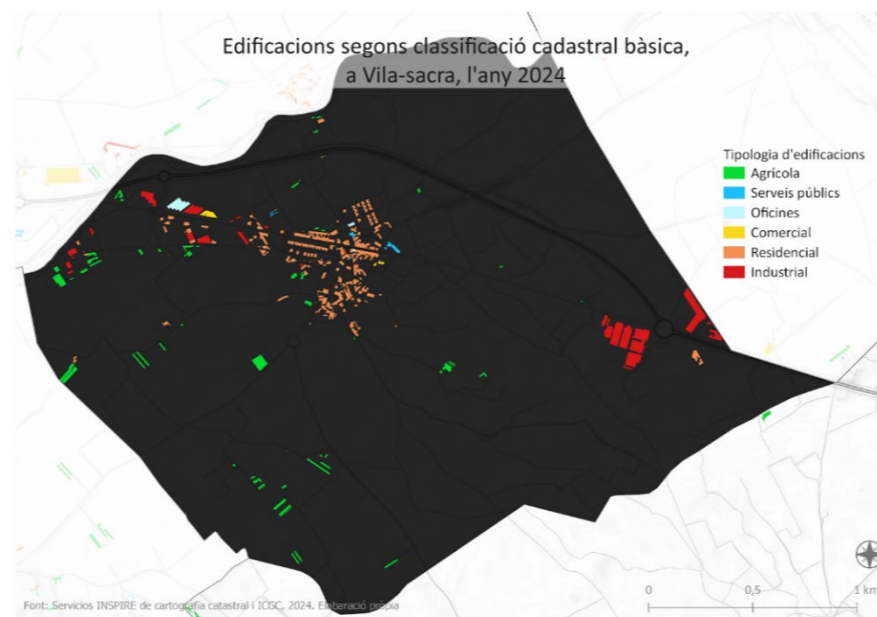 Edificacions segons classificació cadastral bàsica,
a Vila-sacra, l'any 2024
Tipologia d'edificacions
Agrícola
Serveis públics
Oficines
Comercial
Residencial
Industrial
0 0,5 1 km
Font: Servicios INSPIRE de cartografia catastral i ICGC, 2024. Elaboració pròpia